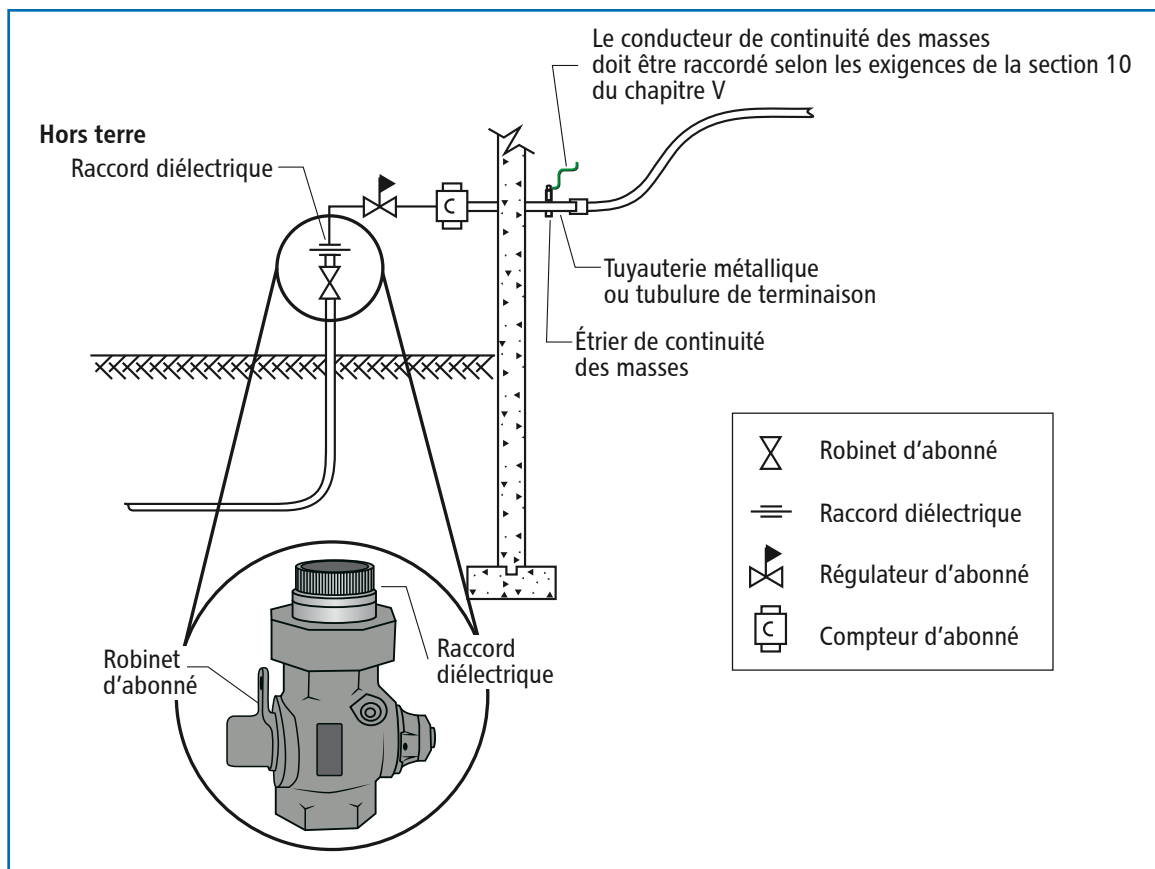 Le conducteur de continuité des masses
doit être raccordé selon les exigences de la section 10
du chapitre V
Hors terre
Raccord diélectrique
C
Tuyauterie métallique
ou tubulure de terminaison
Étrier de continuité
des masses
Robinet d'abonné
Raccord diélectrique
Régulateur d'abonné
C
Compteur d'abonné
Robinet
d'abonné
Raccord
diélectrique